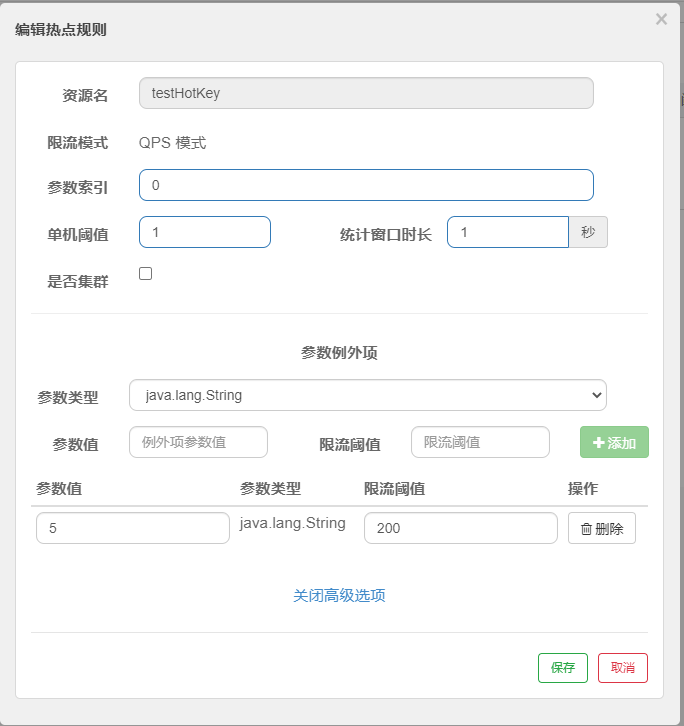 编辑热点规则 ×
资源名 testHotKey
限流模式 QPS 模式
参数索引 0
单机阈值 1 统计窗口时长 1 秒
是否集群
参数例外项
参数类型 java.lang.String
参数值 例外项参数值 限流阈值 限流阈值 添加
参数值 参数类型 限流阈值 操作
5 java.lang.String 200 删除
关闭高级选项
保存 取消